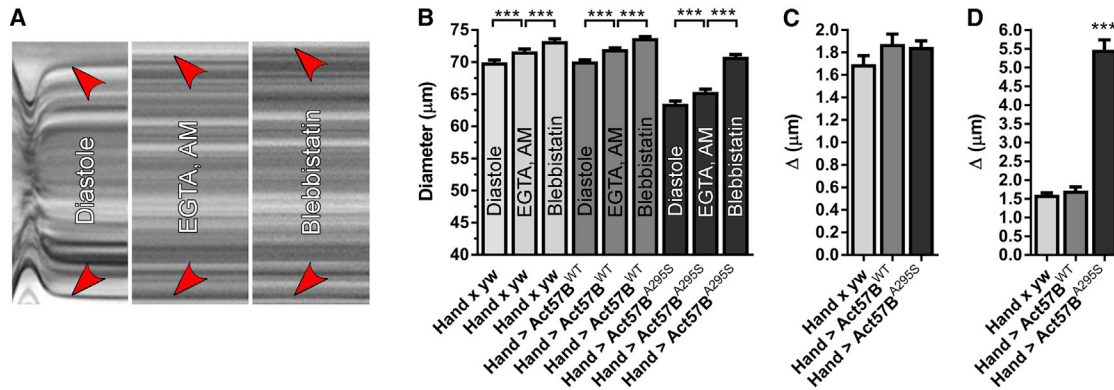 A
Diastole
EGTA, AM
Blebbistatin
B
*** *** *** *** *** ***
Diameter (μm)
75
70
65
60
55
50
45
40
Diastole
EGTA, AM
Blebbistatin
Diastole
EGTA, AM
Blebbistatin
Diastole
EGTA, AM
Blebbistatin
Hand x yw
Hand x yw
Hand x yw
Hand > Act57B^WT
Hand > Act57B^WT
Hand > Act57B^WT
Hand > Act57B^A295S
Hand > Act57B^A295S
Hand > Act57B^A295S
C
Δ (μm)
2.0
1.8
1.6
1.4
1.2
1.0
0.8
0.6
0.4
0.2
0.0
Hand x yw
Hand > Act57B^WT
Hand > Act57B^A295S
D
***
Δ (μm)
6.0
5.5
5.0
4.5
4.0
3.5
3.0
2.5
2.0
1.5
1.0
0.5
0.0
Hand x yw
Hand > Act57B^WT
Hand > Act57B^A295S